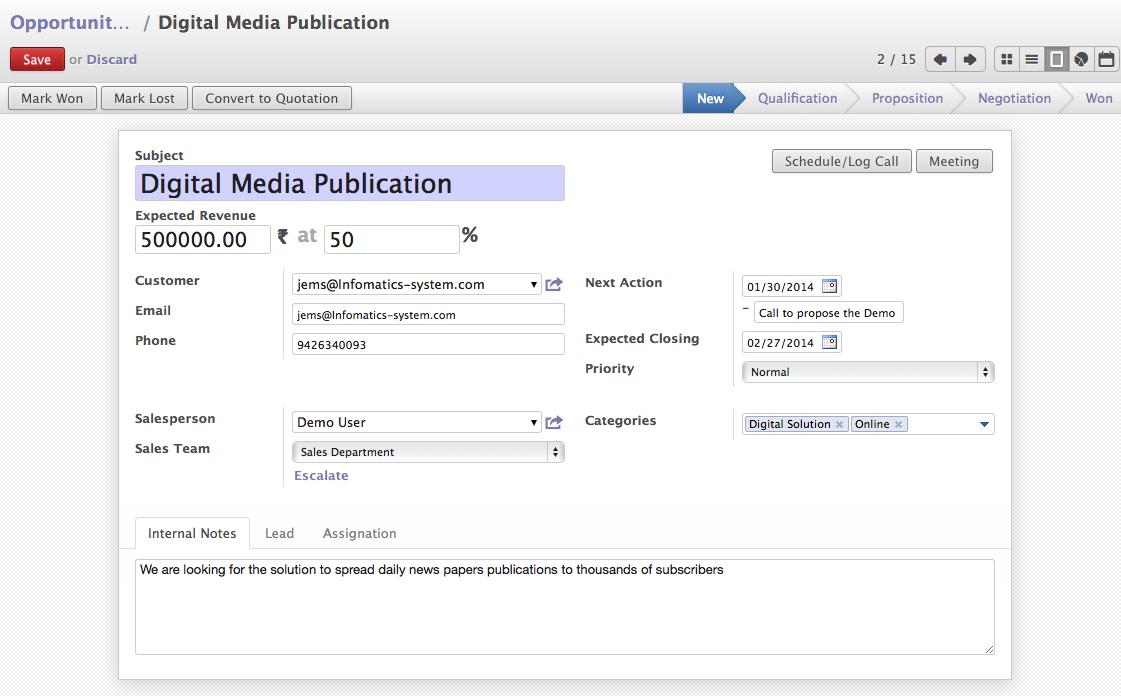 Opportunit... / Digital Media Publication
Save or Discard
2 / 15
Mark Won Mark Lost Convert to Quotation
New Qualification Proposition Negotiation Won
Subject
Schedule/Log Call Meeting
Digital Media Publication
Expected Revenue
500000.00 ₹ at 50 %
Customer jems@Infomatics-system.com
Email jems@Infomatics-system.com
Phone 9426340093
Next Action 01/30/2014
– Call to propose the Demo
Expected Closing 02/27/2014
Priority Normal
Salesperson Demo User
Sales Team Sales Department
Escalate
Categories Digital Solution × Online ×
Internal Notes Lead Assignation
We are looking for the solution to spread daily news papers publications to thousands of subscribers